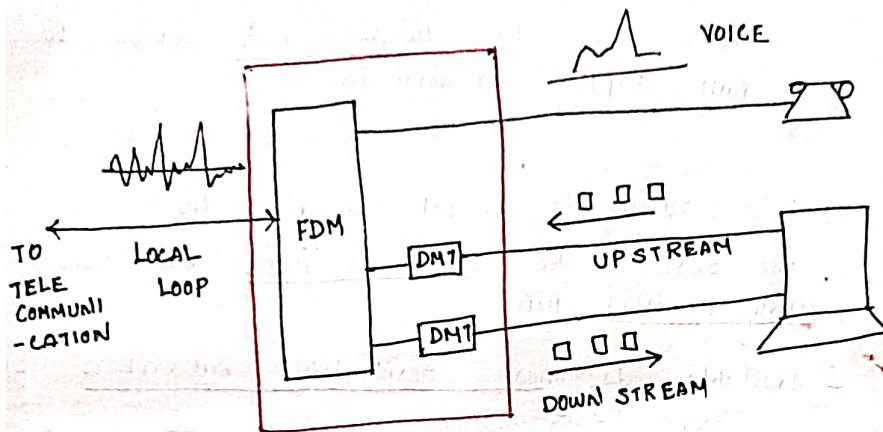 VOICE
FDM
DMT
UPSTREAM
TO
TELE
COMMUNI
-CATION
LOCAL
LOOP
DMT
DOWN STREAM